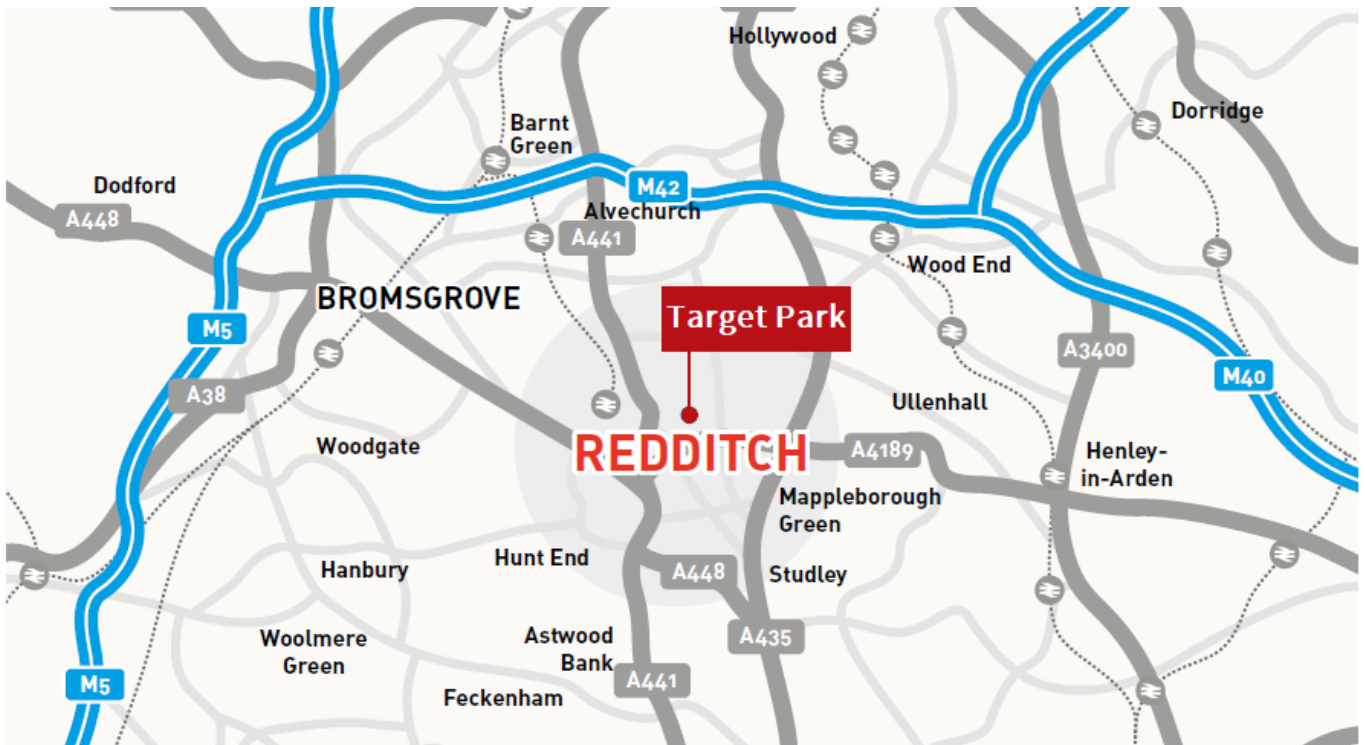 Hollywood
Dorridge
Barnt
Green
Dodford
M42
A448
Alvechurch
A441
Wood End
BROMSGROVE
Target Park
M5
A3400
M40
A38
Ullenhall
Woodgate
REDDITCH
A4189
Henley-
in-Arden
Mappleborough
Green
Hunt End
Hanbury
A448
Studley
Woolmere
Green
Astwood
Bank
A435
M5
A441
Feckenham